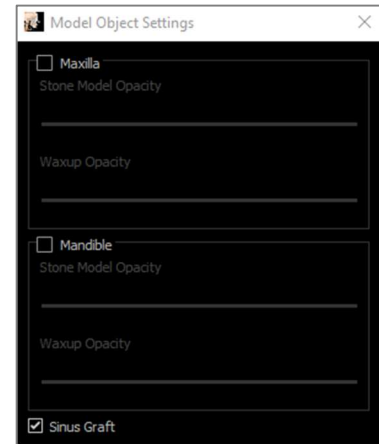 Model Object Settings
Maxilla
Stone Model Opacity
Waxup Opacity
Mandible
Stone Model Opacity
Waxup Opacity
Sinus Graft